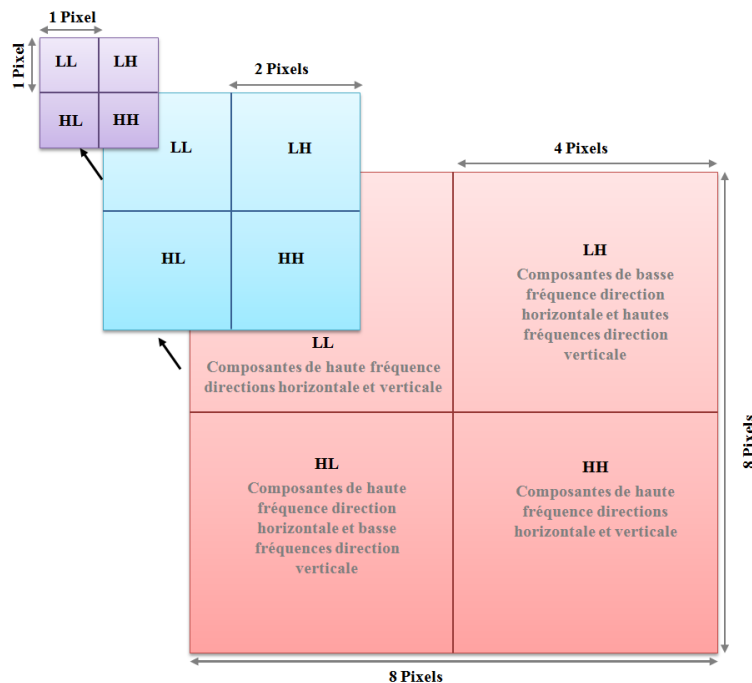 1 Pixel
1 Pixel
LL
LH
HL
HH
2 Pixels
LL
LH
HL
HH
4 Pixels
LL
Composantes de haute fréquence
directions horizontale et verticale
LH
Composantes de basse
fréquence direction
horizontale et hautes
fréquences direction
verticale
HL
Composantes de haute
fréquence direction
horizontale et basse
fréquences direction
verticale
HH
Composantes de haute
fréquence directions
horizontale et verticale
8 Pixels
8 Pixels